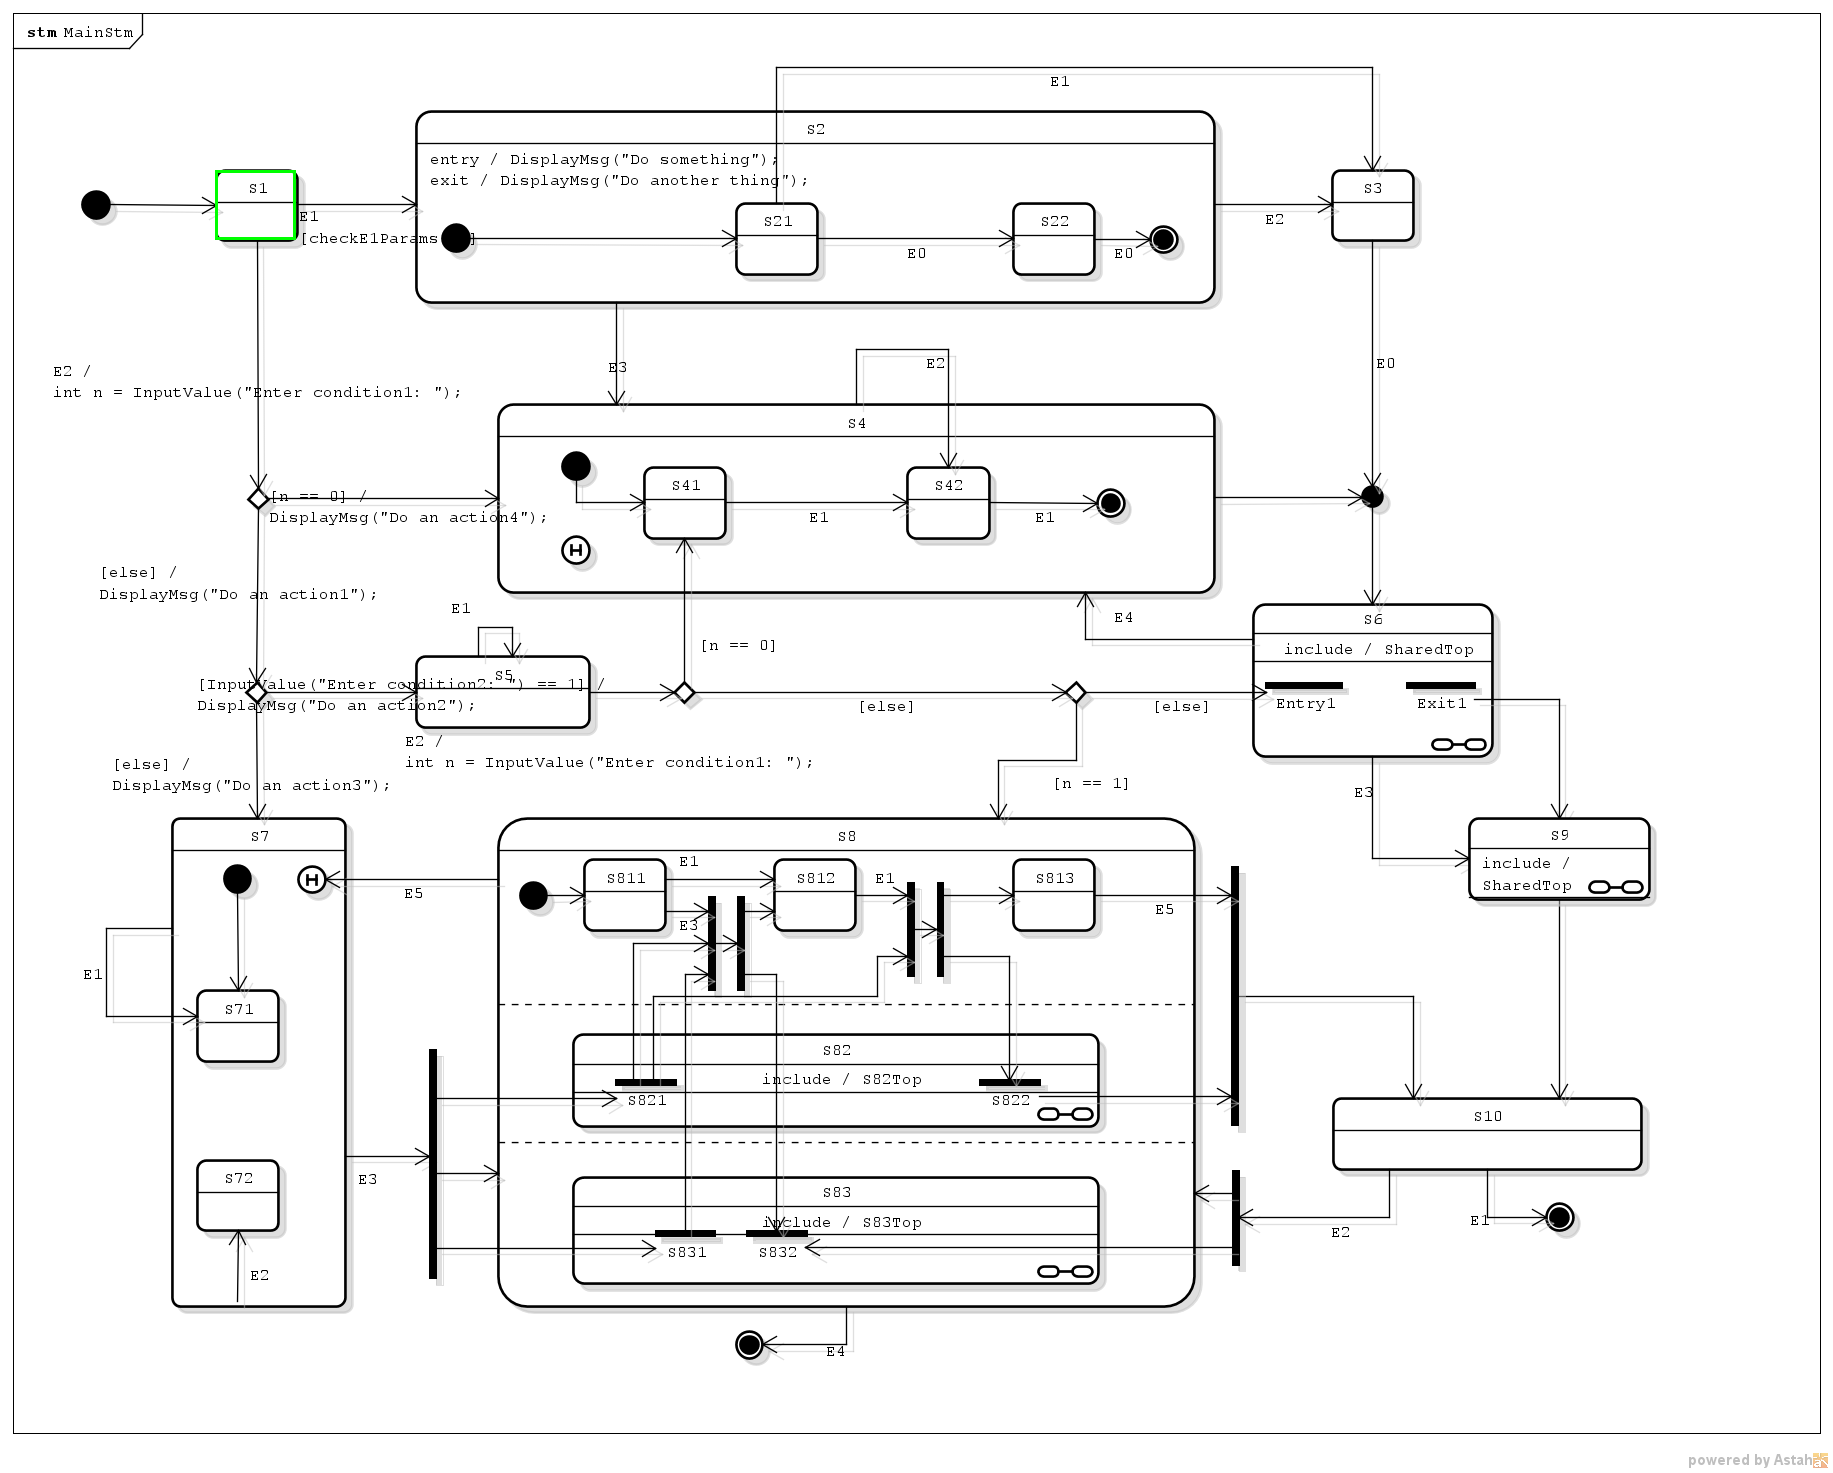 stm MainStm
E1
S2
entry / DisplayMsg("Do something");
exit / DisplayMsg("Do another thing");
S1
S3
E1
[checkE1Params
S21
S22
E2
E0
E0
E2 /
int n = InputValue("Enter condition1: ");
E3
E2
E0
S4
S41
S42
[n == 0] /
DisplayMsg("Do an action4");
E1
E1
H
[else] /
DisplayMsg("Do an action1");
E1
E4
S6
[n == 0]
include / SharedTop
S5
[InputValue("Enter condition2: ") == 1] /
DisplayMsg("Do an action2");
[else]
[else]
Entry1
Exit1
E2 /
int n = InputValue("Enter condition1: ");
[else] /
DisplayMsg("Do an action3");
[n == 1]
E3
S7
S8
S9
include /
SharedTop
H
E5
S811
E1
S812
E1
S813
E3
E5
E1
S71
S82
include / S82Top
S821
S822
S10
S72
E3
S83
include / S83Top
S831
S832
E2
E1
E2
E4
powered by Astah